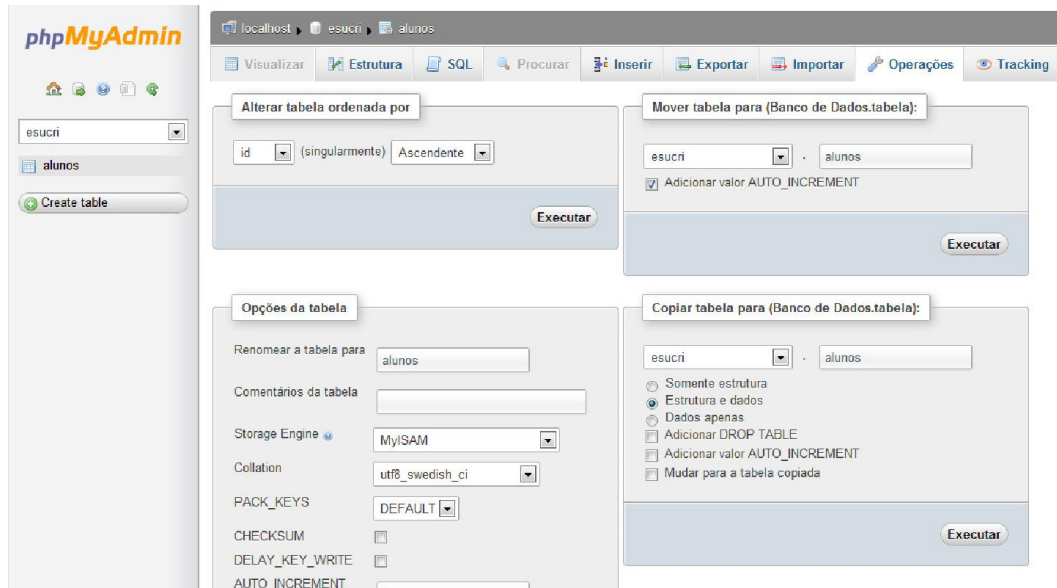 phpMyAdmin
localhost esucri alunos
Visualizar Estrutura SQL Procurar Inserir Exportar Importar Operações Tracking
esucri
alunos
Create table
Alterar tabela ordenada por
id (singularmente) Ascendente
Executar
Mover tabela para (Banco de Dados.tabela):
esucri . alunos
Adicionar valor AUTO_INCREMENT
Executar
Opções da tabela
Renomear a tabela para alunos
Comentários da tabela
Storage Engine MyISAM
Collation utf8_swedish_ci
PACK_KEYS DEFAULT
CHECKSUM
DELAY_KEY_WRITE
AUTO_INCREMENT
Copiar tabela para (Banco de Dados.tabela):
esucri . alunos
Somente estrutura
Estrutura e dados
Dados apenas
Adicionar DROP TABLE
Adicionar valor AUTO_INCREMENT
Mudar para a tabela copiada
Executar